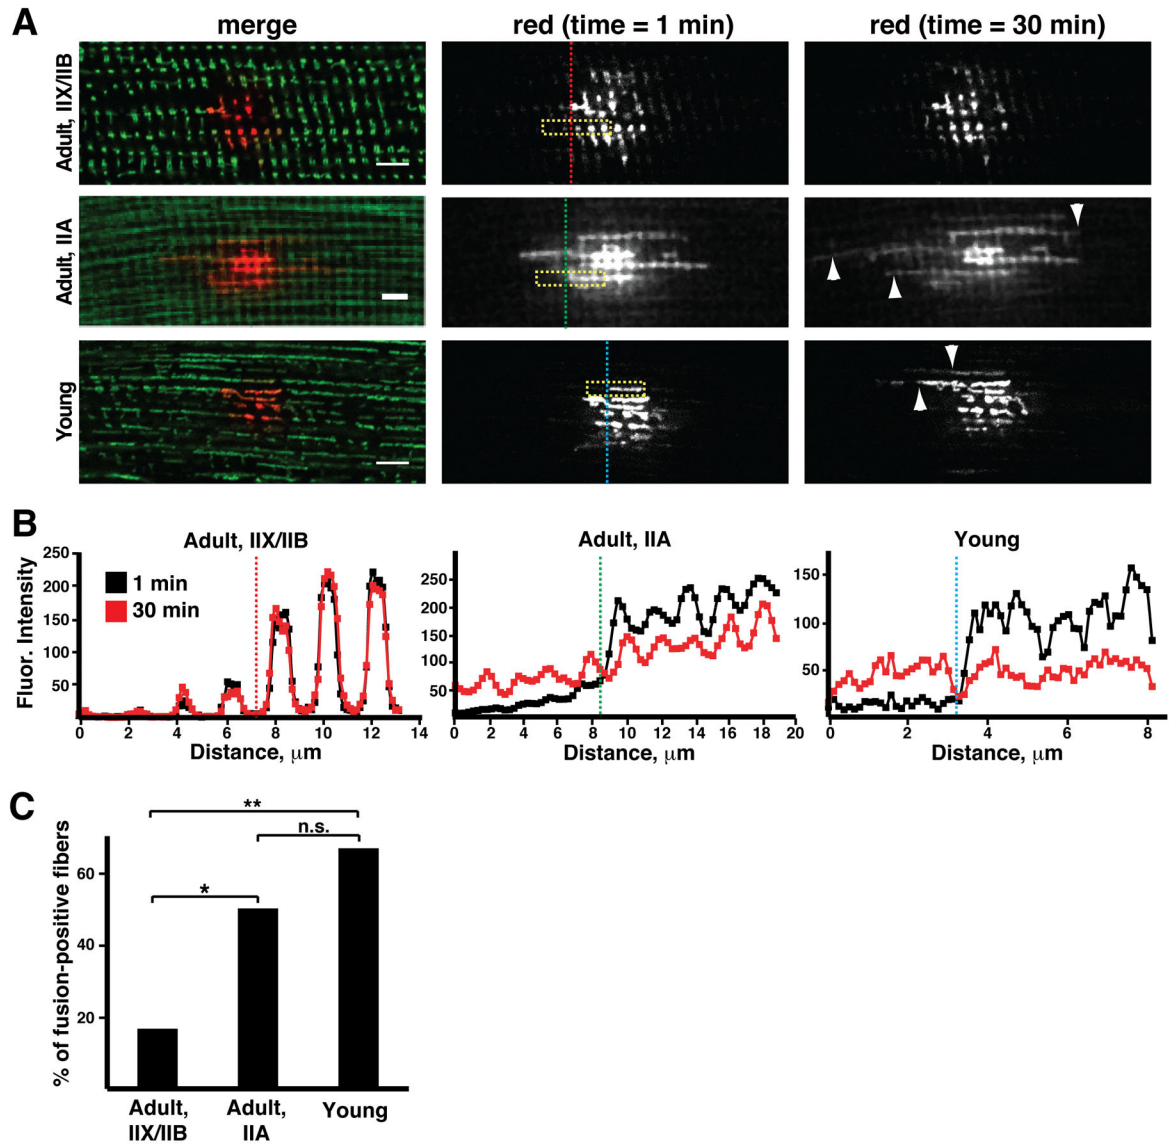 A
merge
red (time = 1 min)
red (time = 30 min)
Adult, IIX/IIB
Adult, IIA
Young
B
Adult, IIX/IIB
Adult, IIA
Young
Fluor. Intensity
250
200
150
100
50
1 min
30 min
0 2 4 6 8 10 12 14
Distance, μm
250
200
150
100
50
0 2 4 6 8 10 12 14 16 18 20
Distance, μm
150
100
50
0 2 4 6 8
Distance, μm
C
% of fusion-positive fibers
60
40
20
**
n.s.
*
Adult,
IIX/IIB
Adult,
IIA
Young